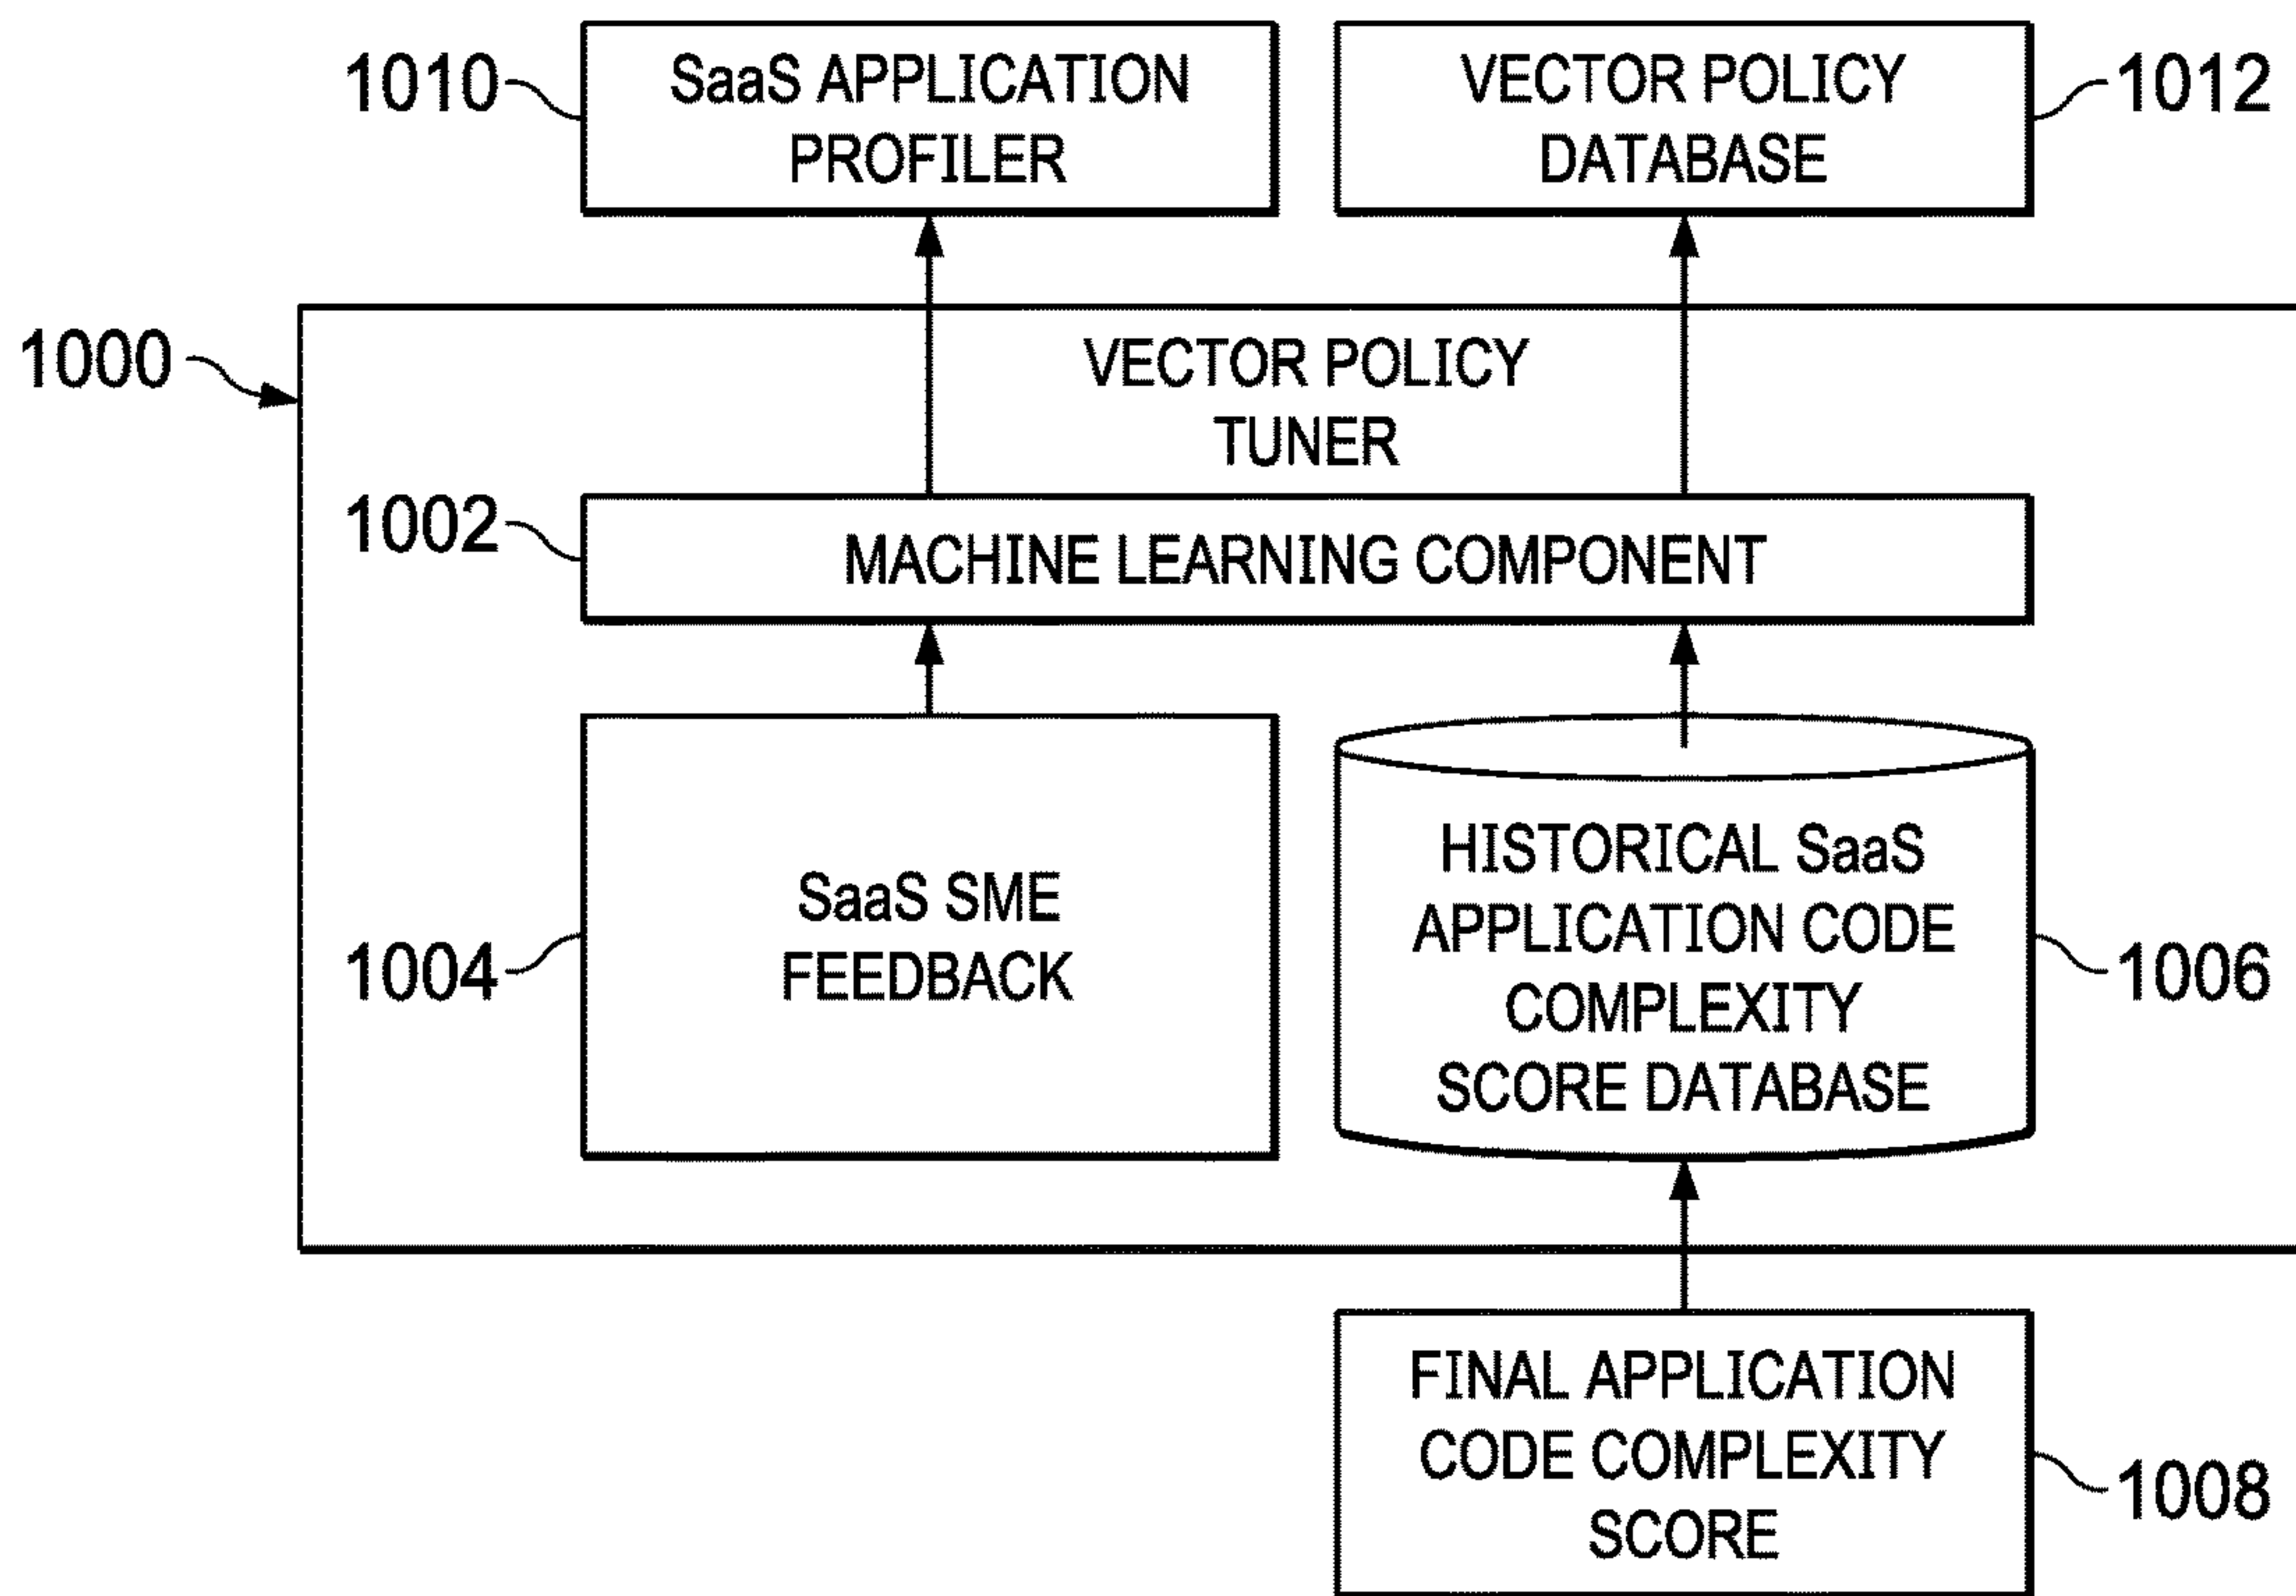 1010
SaaS APPLICATION
PROFILER
VECTOR POLICY
DATABASE
1012
1000
VECTOR POLICY
TUNER
1002
MACHINE LEARNING COMPONENT
1004
SaaS SME
FEEDBACK
HISTORICAL SaaS
APPLICATION CODE
COMPLEXITY
SCORE DATABASE
1006
FINAL APPLICATION
CODE COMPLEXITY
SCORE
1008